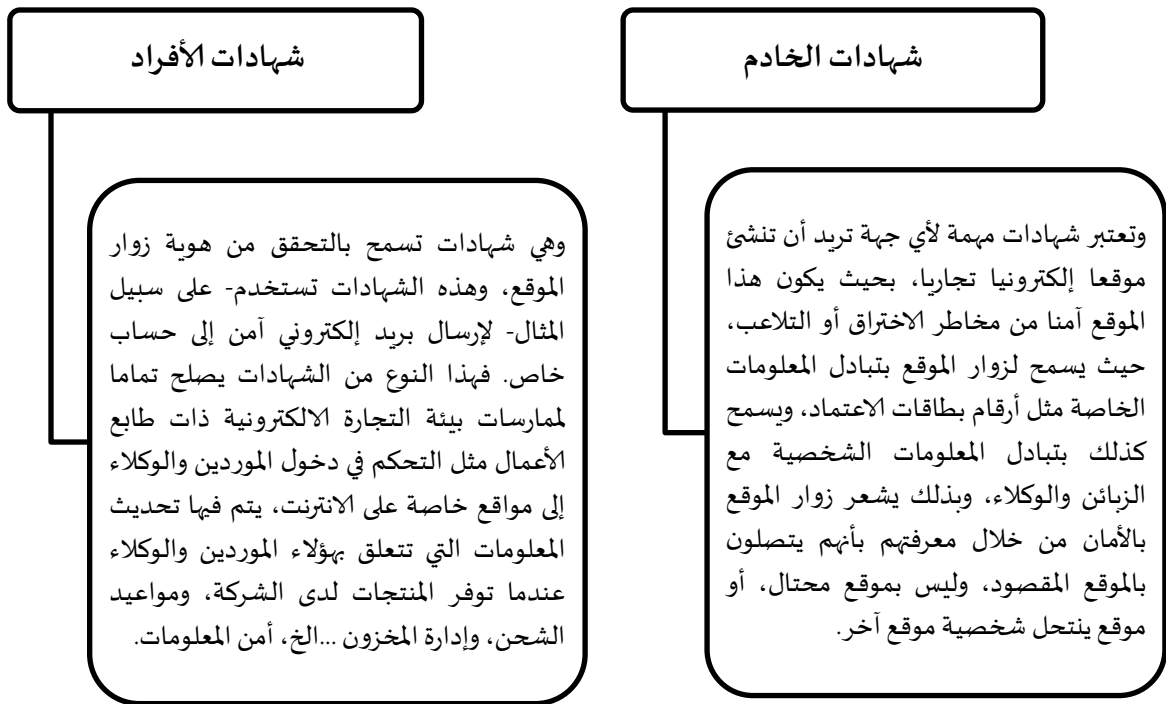 شهادات الخادم
وتعتبر شهادات مهمة لأي جهة تريد أن تنشئ
موقعا إلكترونيا تجاريا، بحيث يكون هذا
الموقع آمنا من مخاطر الاختراق أو التلاعب،
حيث يسمح لزوار الموقع بتبادل المعلومات
الخاصة مثل أرقام بطاقات الاعتماد، ويسمح
كذلك بتبادل المعلومات الشخصية مع
الزبائن والوكلاء، وبذلك يشعر زوار الموقع
بالأمان من خلال معرفتهم بأنهم يتصلون
بالموقع المقصود، وليس بموقع محتال، أو
موقع ينتحل شخصية موقع آخر.
شهادات الأفراد
وهي شهادات تسمح بالتحقق من هوية زوار
الموقع، وهذه الشهادات تستخدم- على سبيل
المثال- لإرسال بريد إلكتروني آمن إلى حساب
خاص. فهذا النوع من الشهادات يصلح تماما
لممارسات بيئة التجارة الالكترونية ذات طابع
الأعمال مثل التحكم في دخول الموردين والوكلاء
إلى مواقع خاصة على الانترنت، يتم فيها تحديث
المعلومات التي تتعلق بهؤلاء الموردين والوكلاء
عندما توفر المنتجات لدى الشركة، ومواعيد
الشحن، وإدارة المخزون ...الخ، أمن المعلومات.